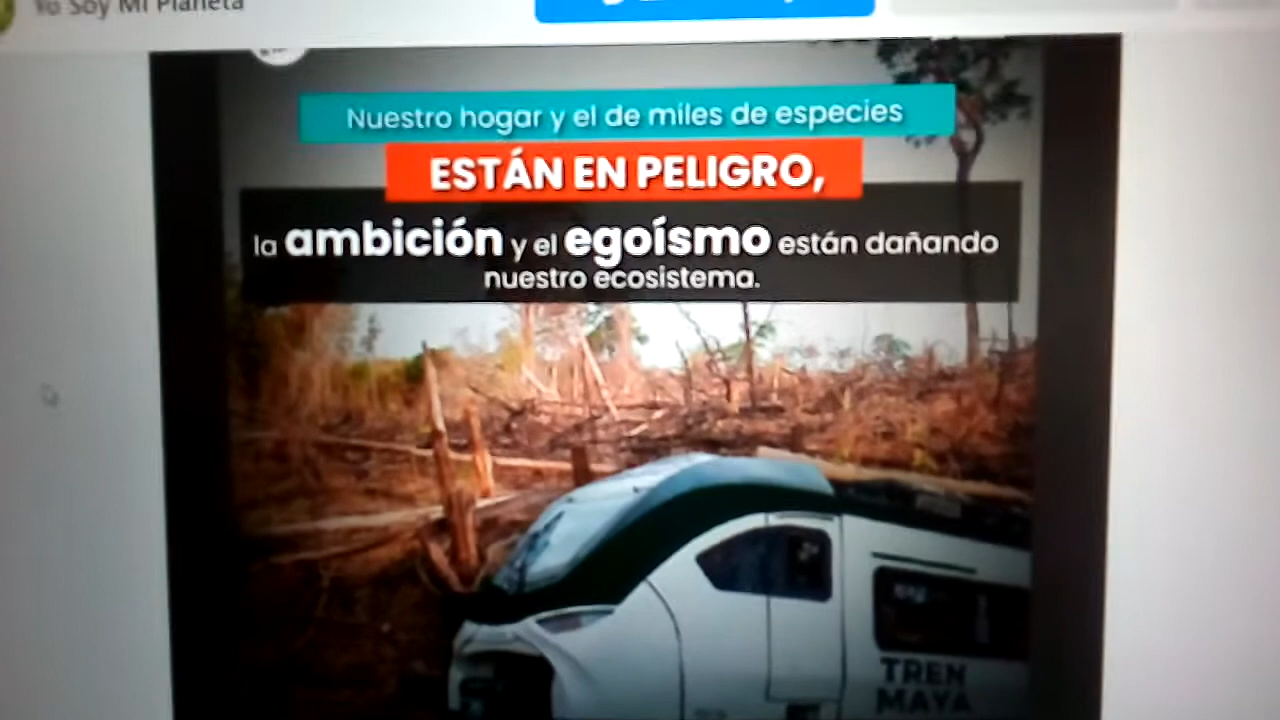 Yo Soy Mi Planeta
Nuestro hogar y el de miles de especies
ESTÁN EN PELIGRO,
la ambición y el egoísmo están dañando
nuestro ecosistema.
TREN
MAYA